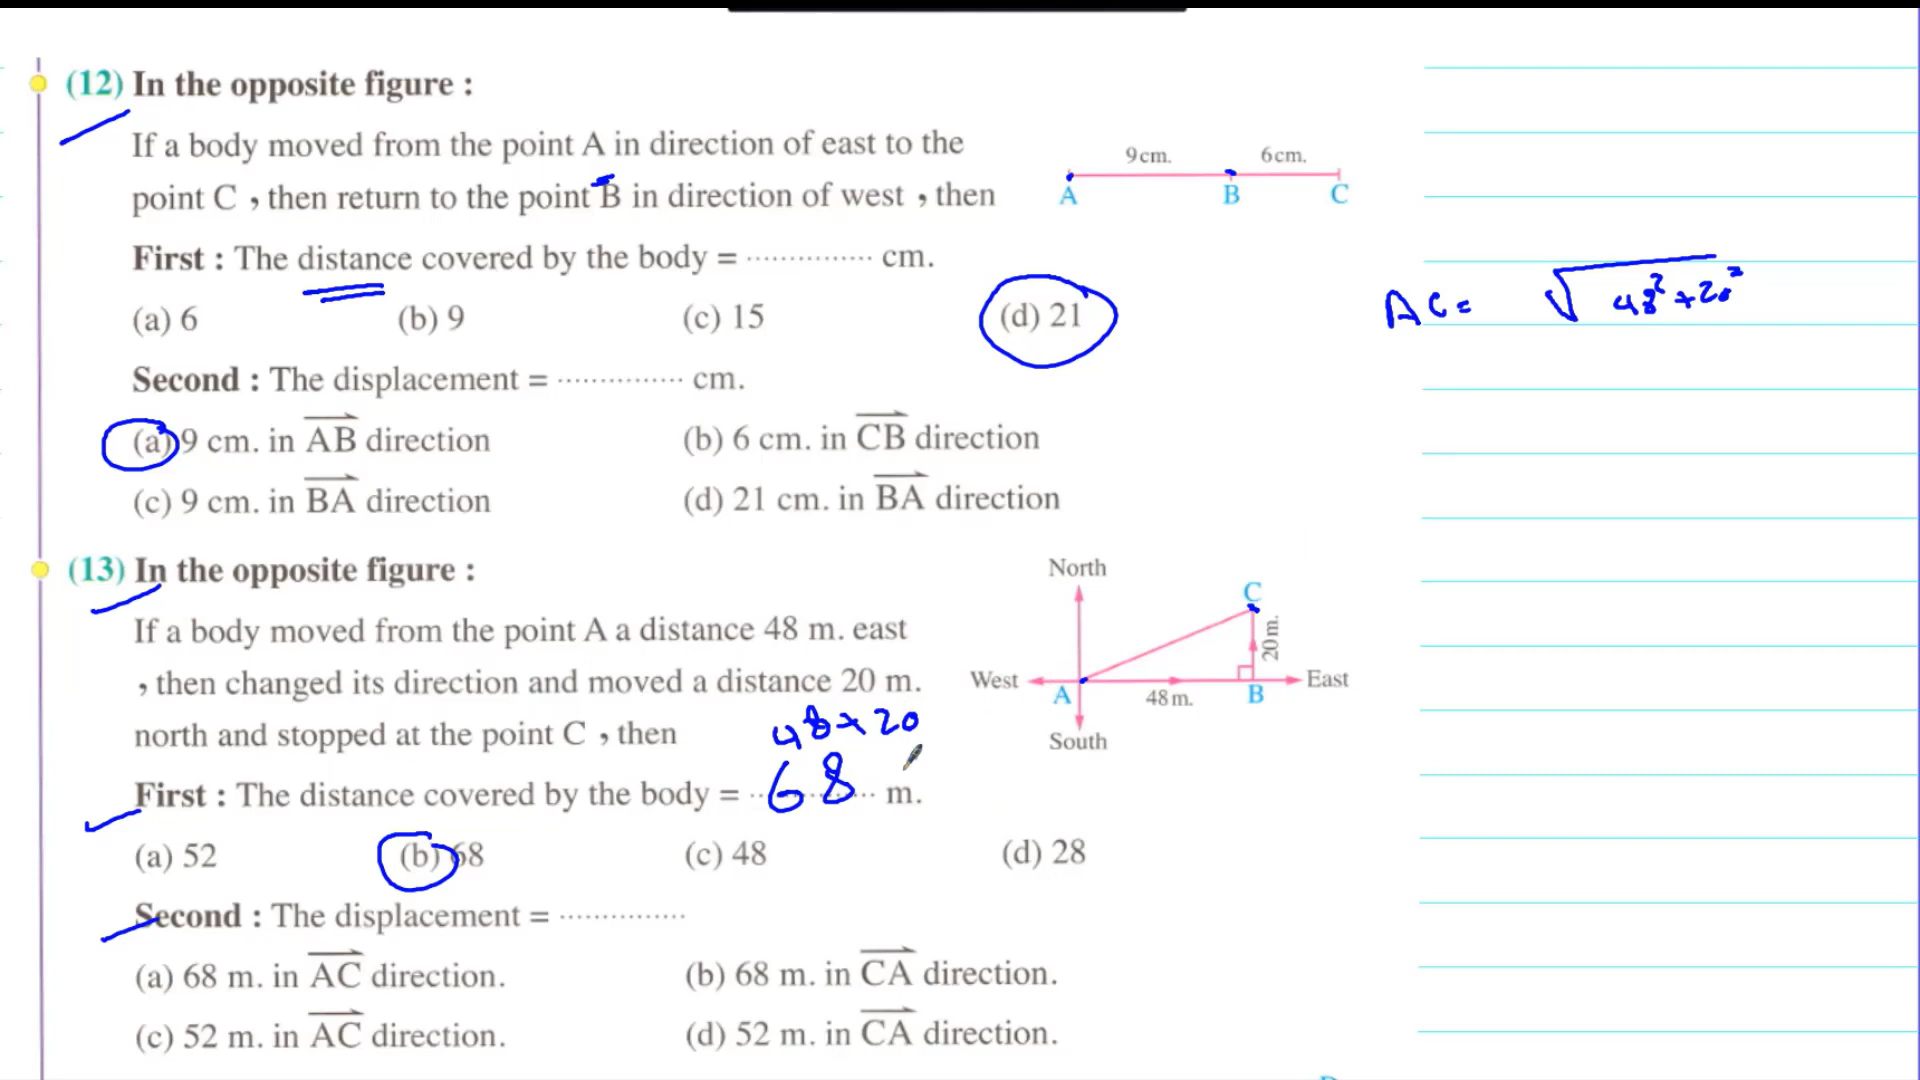 (12) In the opposite figure :
If a body moved from the point A in direction of east to the
point C , then return to the point B in direction of west , then
9 cm. 6 cm.
A B C
First : The distance covered by the body = ............... cm.
(a) 6 (b) 9 (c) 15 (d) 21
AC = √48²+20²
Second : The displacement = ............... cm.
(a) 9 cm. in AB direction (b) 6 cm. in CB direction
(c) 9 cm. in BA direction (d) 21 cm. in BA direction
(13) In the opposite figure :
If a body moved from the point A a distance 48 m. east
, then changed its direction and moved a distance 20 m.
north and stopped at the point C , then
North
C
20 m.
West East
A 48 m. B
South
48+20
First : The distance covered by the body = 68 m.
(a) 52 (b) 68 (c) 48 (d) 28
Second : The displacement = ...............
(a) 68 m. in AC direction. (b) 68 m. in CA direction.
(c) 52 m. in AC direction. (d) 52 m. in CA direction.